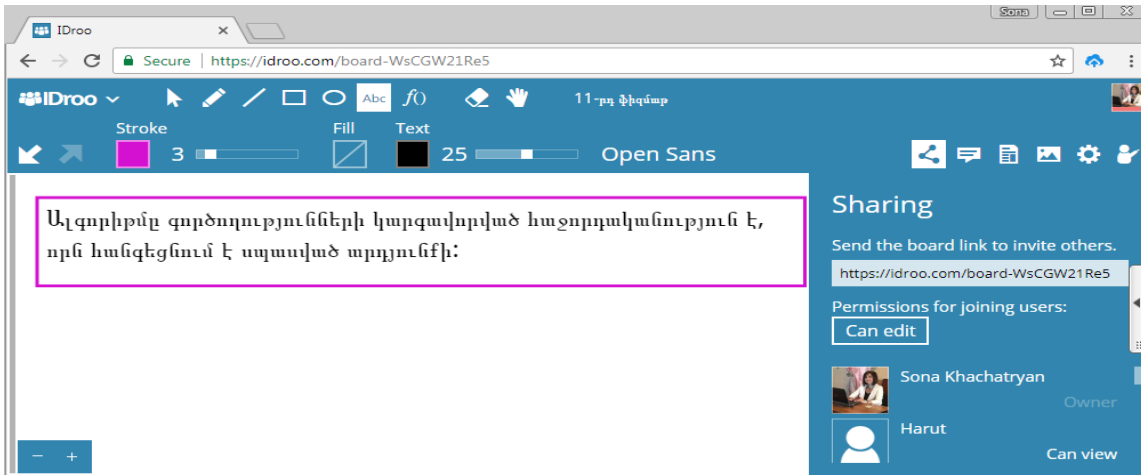 Sona
IDroo
Secure | https://idroo.com/board-WsCGW21Re5
IDroo Abc f() 11-րդ ֆիզմաթ
Stroke Fill Text
3 25 Open Sans
Ալգորիթմը գործողությունների կարգավորված հաջորդականություն է,
որն հանգեցնում է սպասված արդյունքի:
Sharing
Send the board link to invite others.
https://idroo.com/board-WsCGW21Re5
Permissions for joining users:
Can edit
Sona Khachatryan
Owner
Harut
Can view